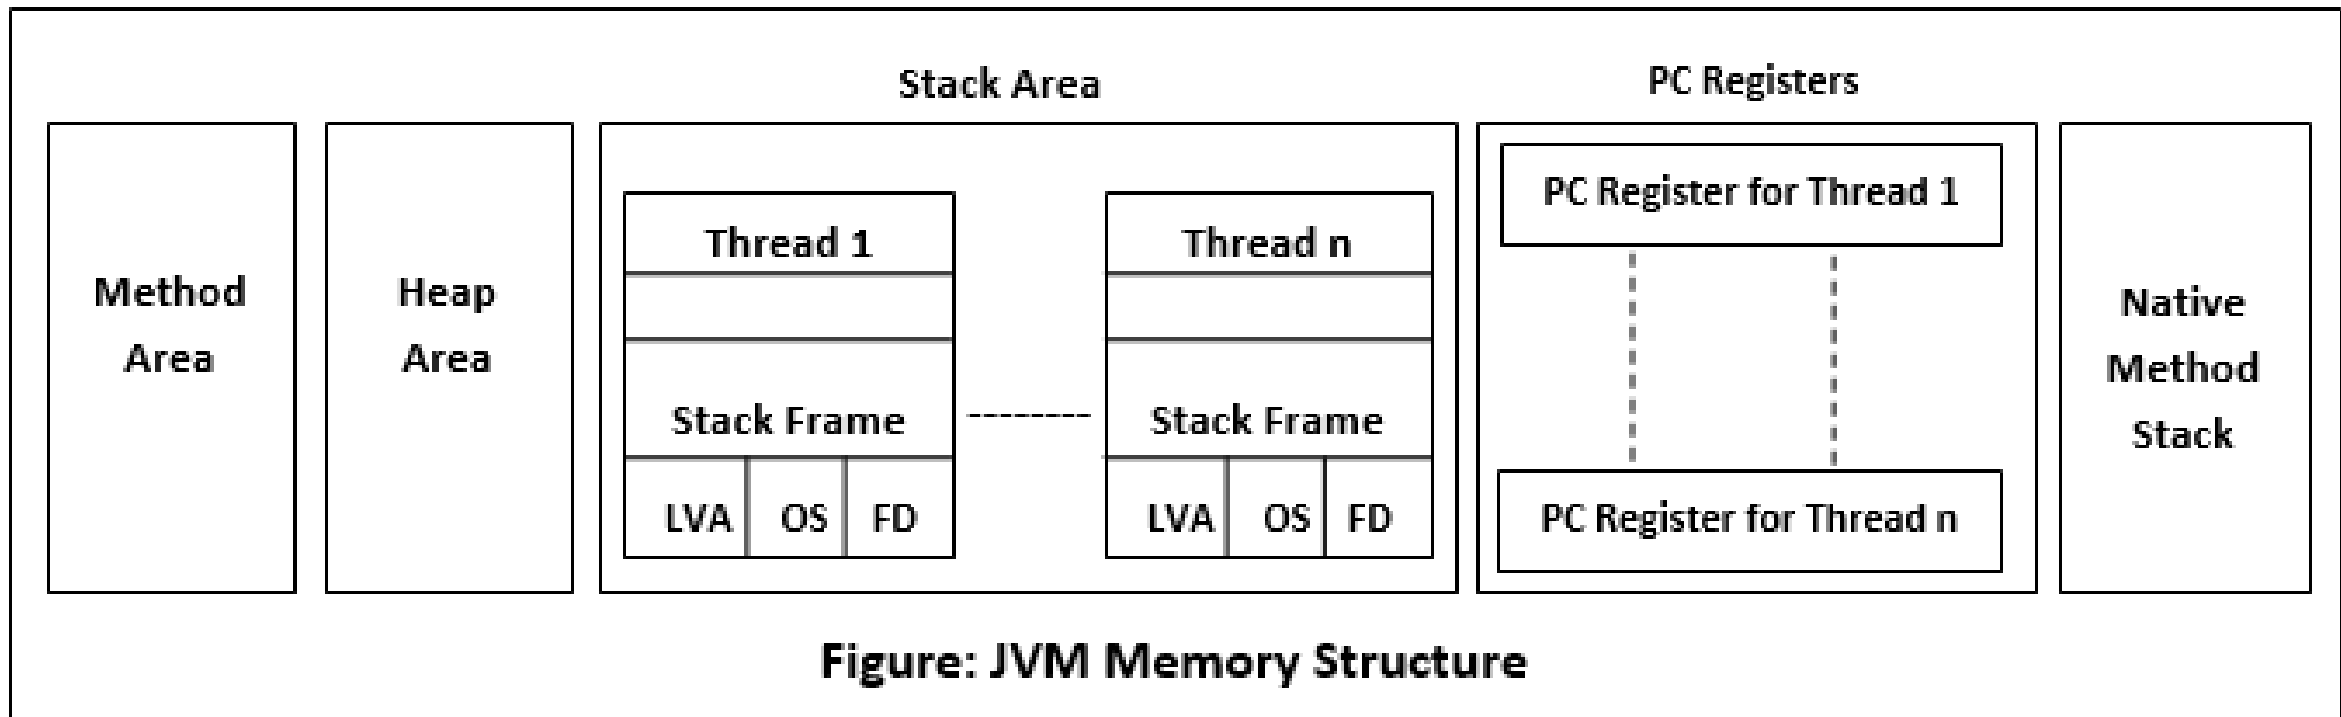 Stack Area
PC Registers
Method
Area
Heap
Area
Thread 1
Stack Frame
LVA OS FD
Thread n
Stack Frame
LVA OS FD
PC Register for Thread 1
PC Register for Thread n
Native
Method
Stack
Figure: JVM Memory Structure